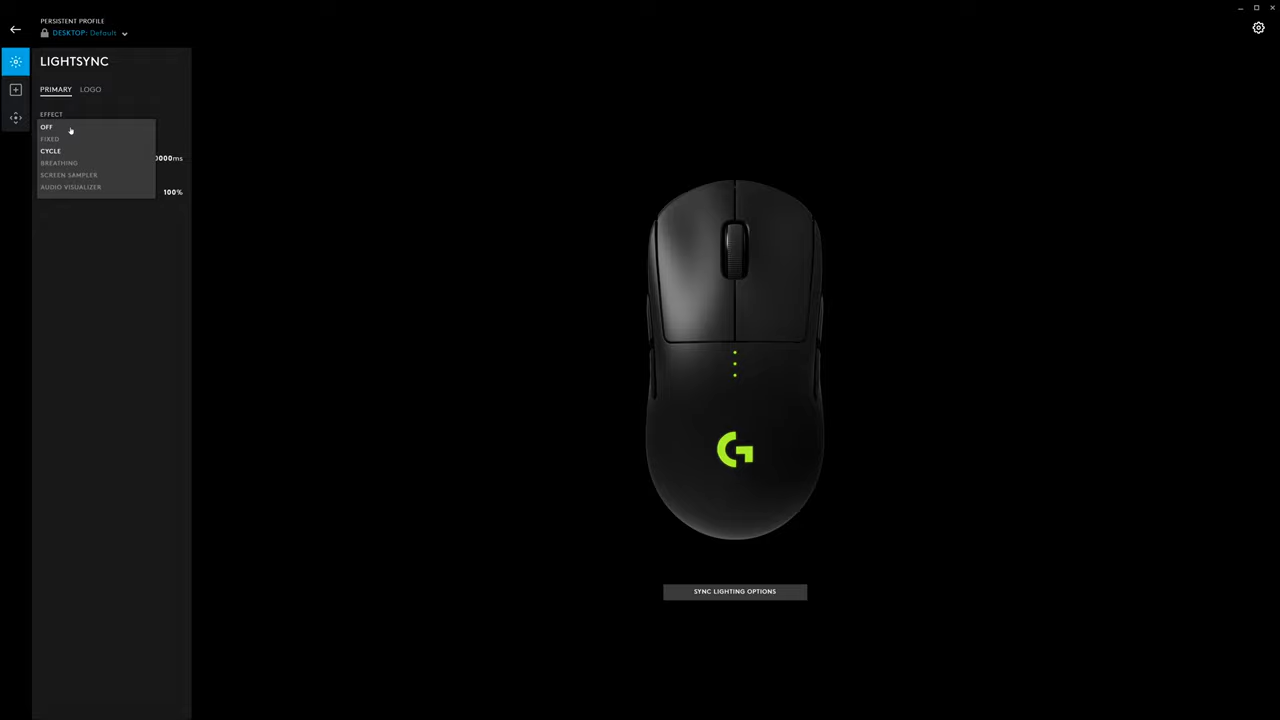 PERSISTENT PROFILE
DESKTOP: Default
LIGHTSYNC
PRIMARY LOGO
EFFECT
OFF
FIXED
CYCLE
BREATHING
0000ms
SCREEN SAMPLER
AUDIO VISUALIZER
100%
SYNC LIGHTING OPTIONS